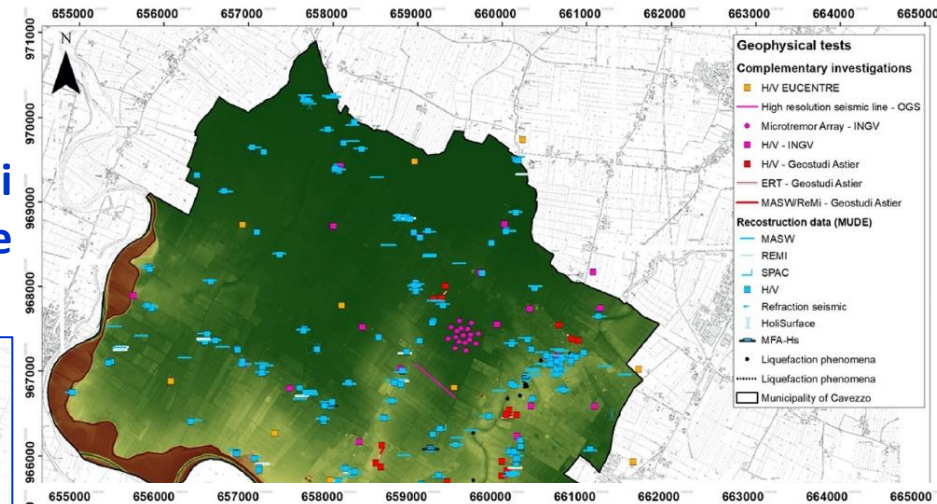 655000 656000 657000 658000 659000 660000 661000 662000 663000 664000 665000
971000
970000
969000
968000
967000
966000
N
i
e
Geophysical tests
Complementary investigations
H/V EUCENTRE
High resolution seismic line - OGS
Microtremor Array - INGV
H/V - INGV
H/V - Geostudi Astier
ERT - Geostudi Astier
MASW/ReMi - Geostudi Astier
Recostruction data (MUDE)
MASW
REMI
SPAC
H/V
Refraction seismic
HoliSurface
MFA-Hs
Liquefaction phenomena
Liquefaction phenomena
Municipality of Cavezzo
655000 656000 657000 658000 659000 660000 661000 662000 663000 664000 665000